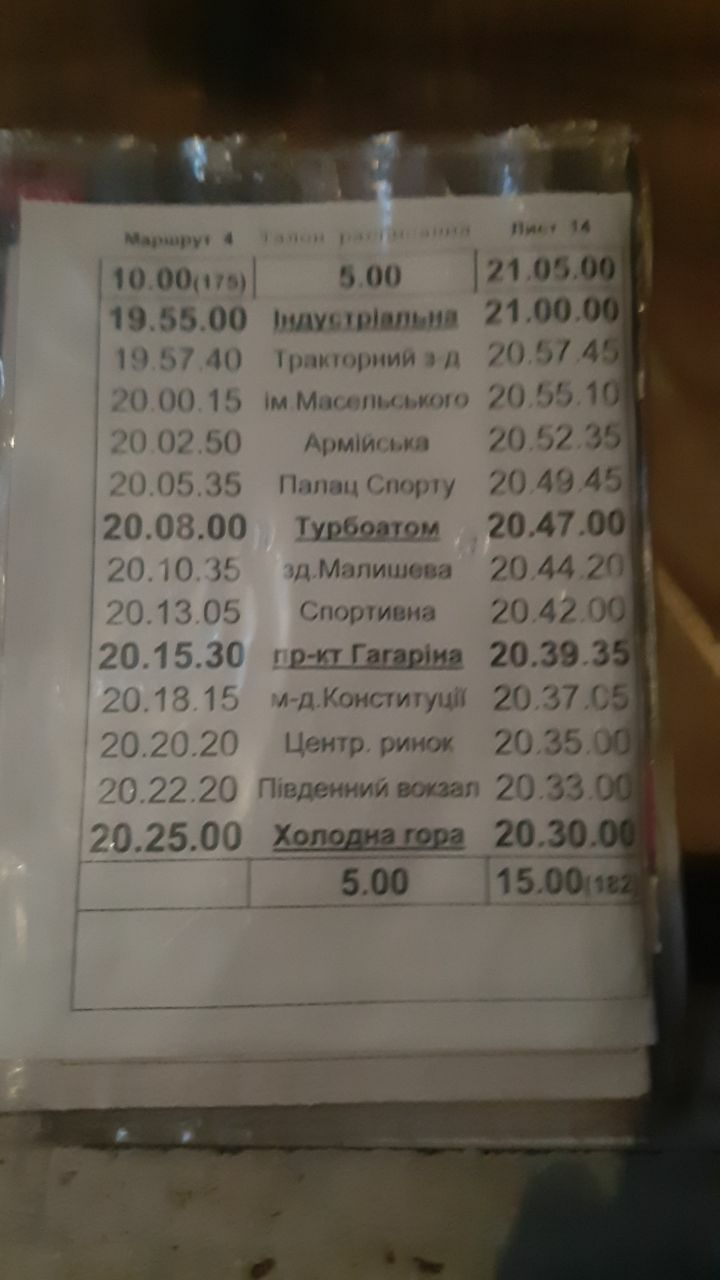 Маршрут 4 Талон расписания Лист 14
10.00(175) 5.00 21.05.00
19.55.00 Індустріальна 21.00.00
19.57.40 Тракторний з-д 20.57.45
20.00.15 ім.Масельського 20.55.10
20.02.50 Армійська 20.52.35
20.05.35 Палац Спорту 20.49.45
20.08.00 Турбоатом 20.47.00
20.10.35 зд.Малишева 20.44.20
20.13.05 Спортивна 20.42.00
20.15.30 пр-кт Гагаріна 20.39.35
20.18.15 м-д.Конституції 20.37.05
20.20.20 Центр. ринок 20.35.00
20.22.20 Південний вокзал 20.33.00
20.25.00 Холодна гора 20.30.00
5.00 15.00(182